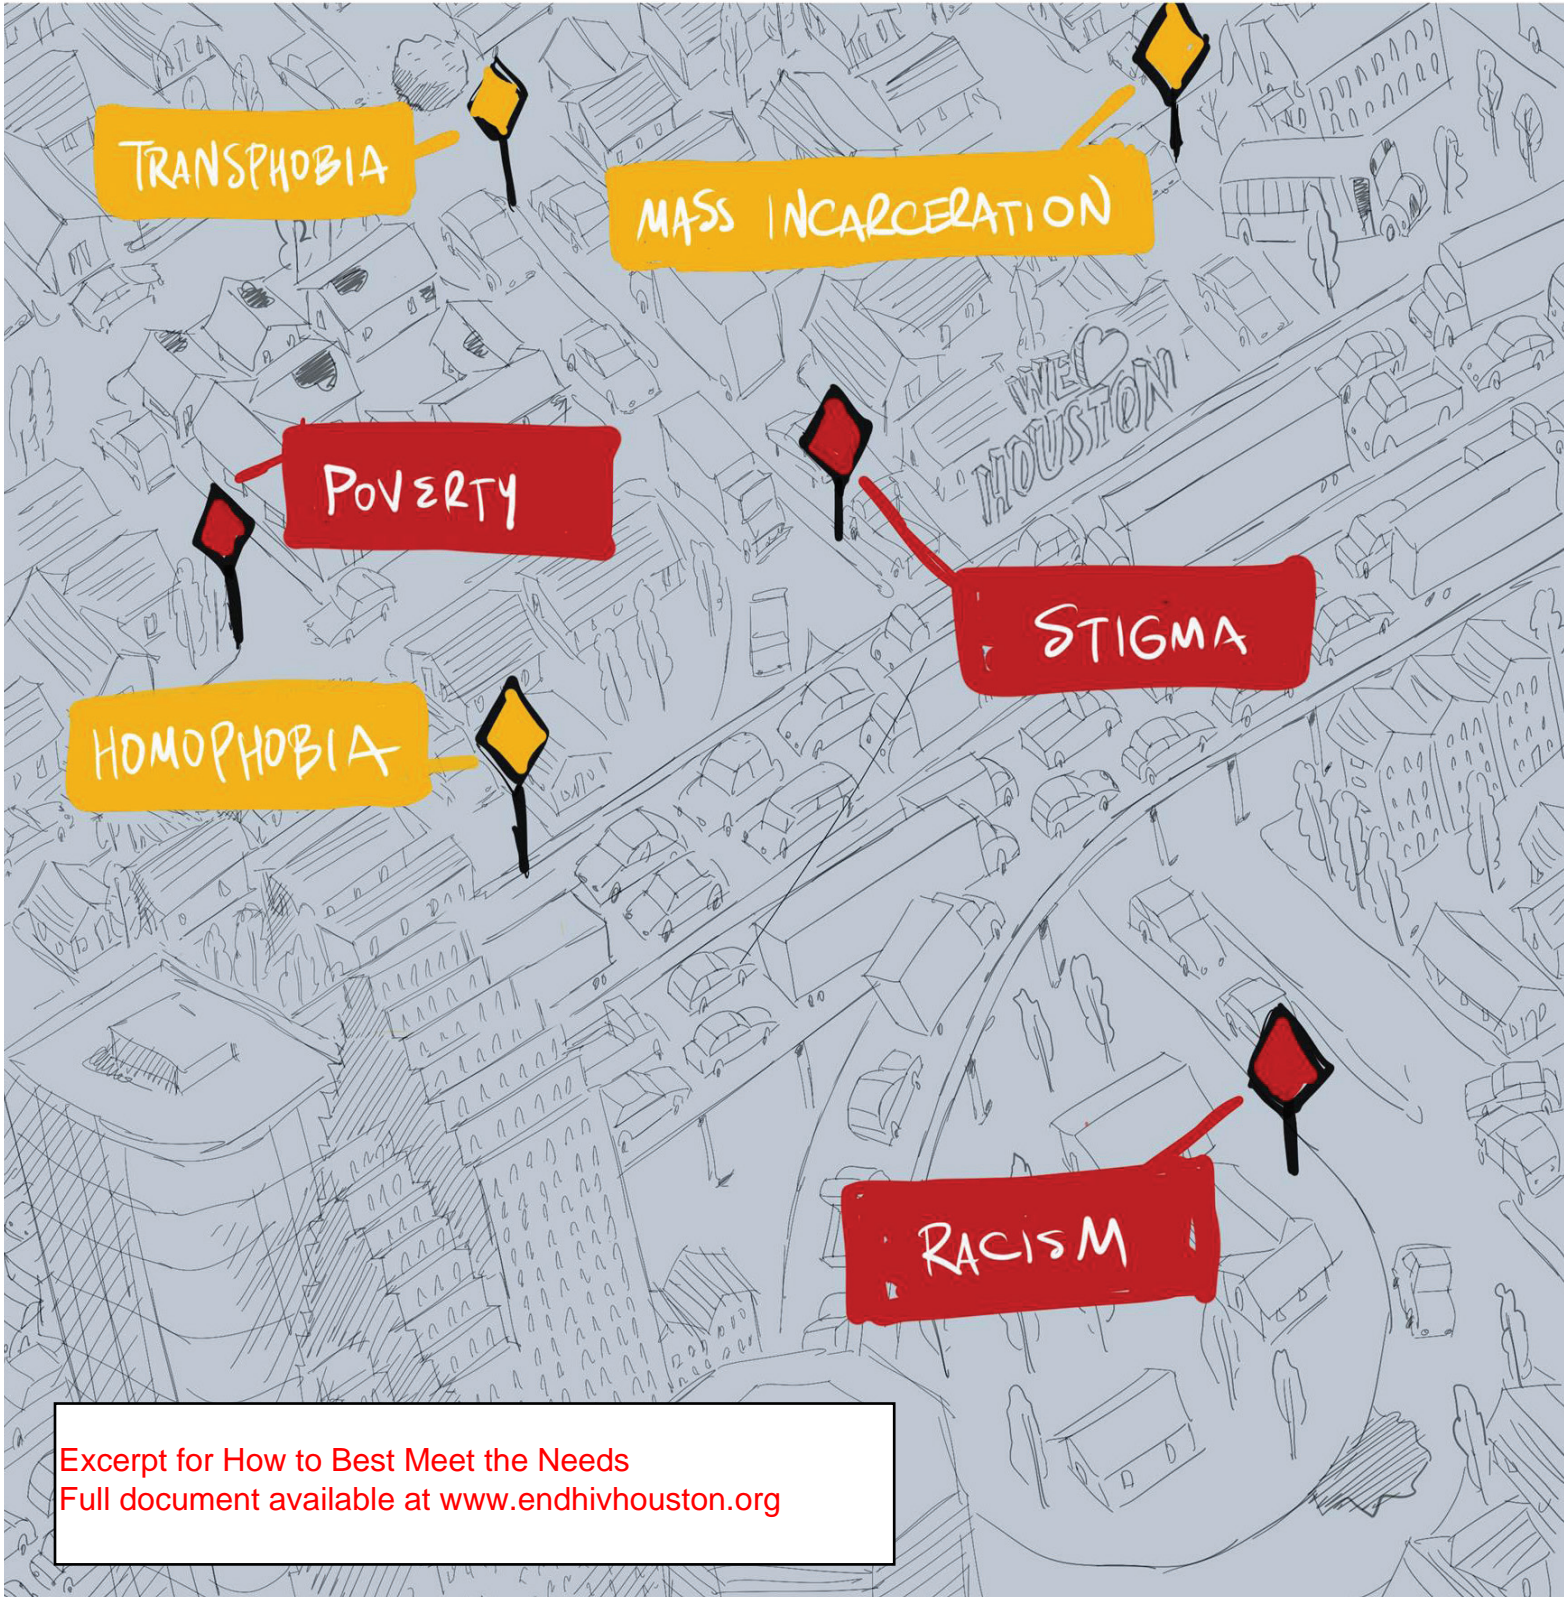 TRANSPHOBIA
MASS INCARCERATION
WE
HOUSTON
POVERTY
STIGMA
HOMOPHOBIA
RACISM
Excerpt for How to Best Meet the Needs
Full document available at www.endhivhouston.org